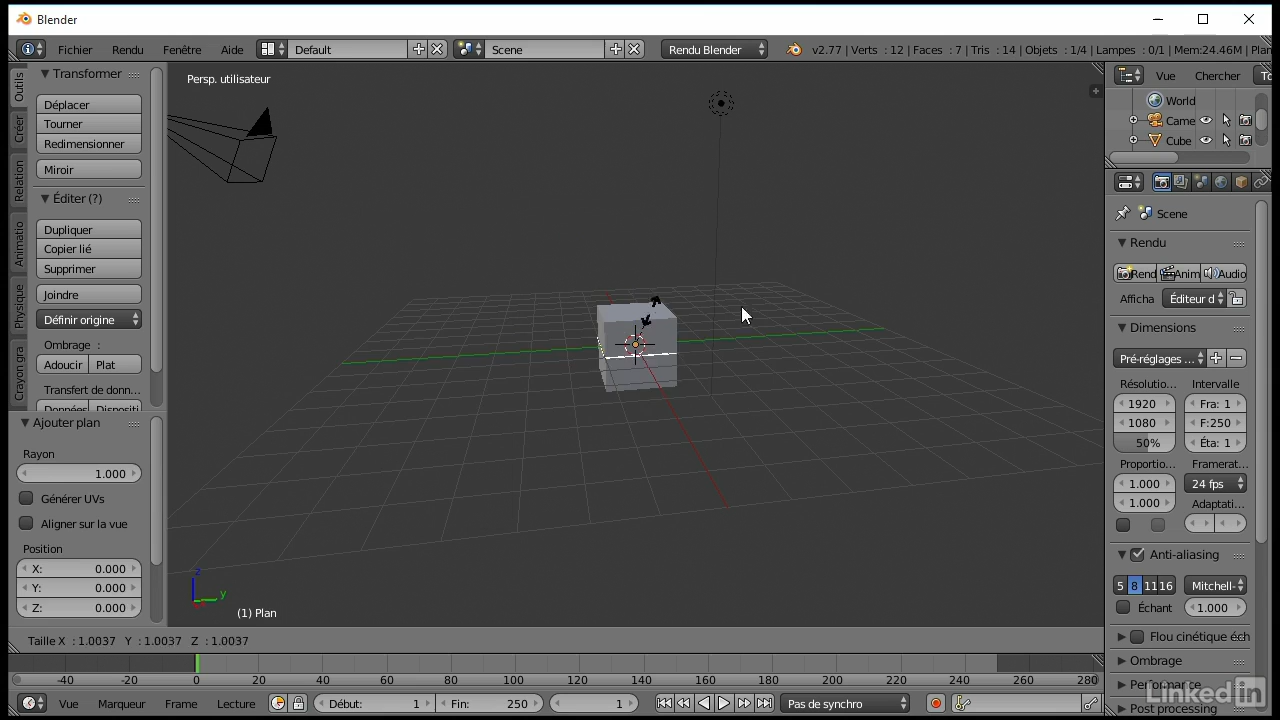 Blender
Fichier Rendu Fenêtre Aide Default Scene Rendu Blender v2.77 | Verts : 12 | Faces : 7 | Tris : 14 | Objets : 1/4 | Lampes : 0/1 | Mem:24.46M | Plan
Outils
Créer
Relation
Animatio
Physique
Crayon gra
Transformer
Déplacer
Tourner
Redimensionner
Miroir
Éditer (?)
Dupliquer
Copier lié
Supprimer
Joindre
Définir origine
Ombrage :
Adoucir Plat
Transfert de donn...
Données Dispositi
Ajouter plan
Rayon
1.000
Générer UVs
Aligner sur la vue
Position
X: 0.000
Y: 0.000
Z: 0.000
Persp. utilisateur
z
y
(1) Plan
Taille X : 1.0037 Y : 1.0037 Z : 1.0037
-40 -20 0 20 40 60 80 100 120 140 160 180 200 220 240 260 280
Vue Marqueur Frame Lecture Début: 1 Fin: 250 1 Pas de synchro
Vue Chercher To
World
Came
Cube
Scene
Rendu
Rend Anim Audio
Afficha Éditeur d
Dimensions
Pré-réglages ...
Résolutio... Intervalle
1920 Fra: 1
1080 F:250
50% Éta: 1
Proportio... Framerat...
1.000 24 fps
1.000 Adaptati...
Anti-aliasing
5 8 11 16 Mitchell-
Échant 1.000
Flou cinétique éch
Ombrage
Performance
Post processing
LinkedIn